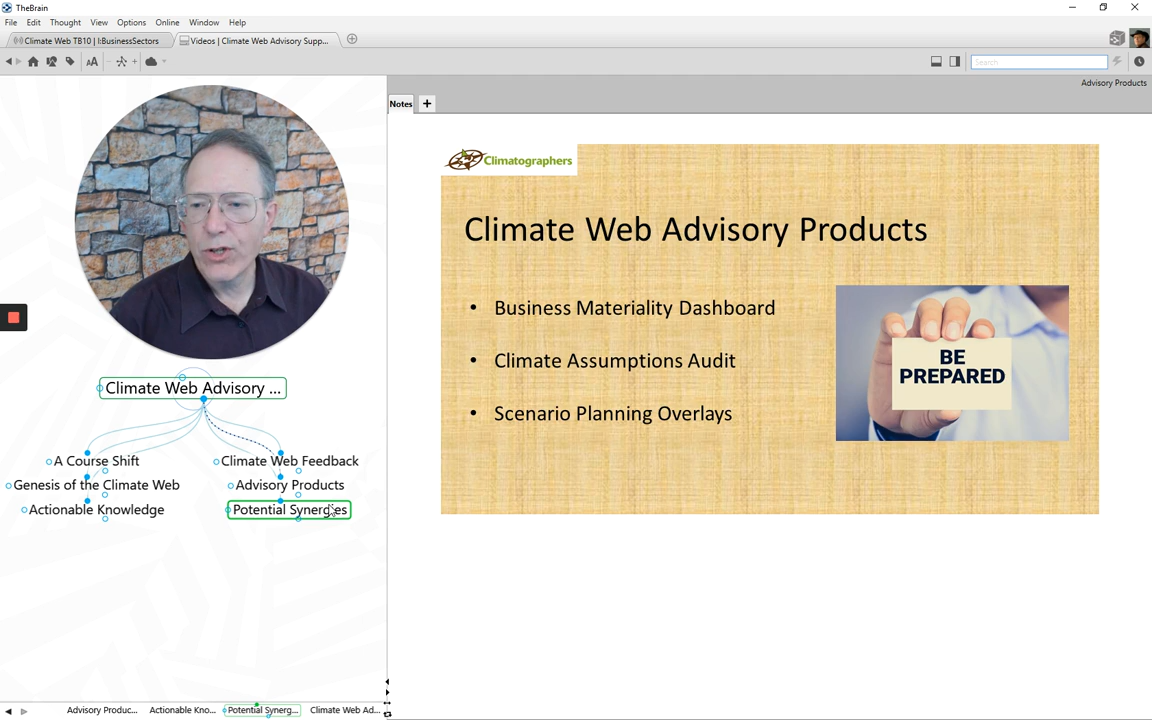 TheBrain
File Edit Thought View Options Online Window Help
Climate Web TB10 | I:BusinessSectors
Videos | Climate Web Advisory Supp...
AA
Search
Advisory Products
Notes
Climatographers
Climate Web Advisory Products
• Business Materiality Dashboard
• Climate Assumptions Audit
• Scenario Planning Overlays
BE
PREPARED
Climate Web Advisory ...
A Course Shift
Climate Web Feedback
Genesis of the Climate Web
Advisory Products
Actionable Knowledge
Potential Synergies
Advisory Produc... Actionable Kno... Potential Synerg... Climate Web Ad...